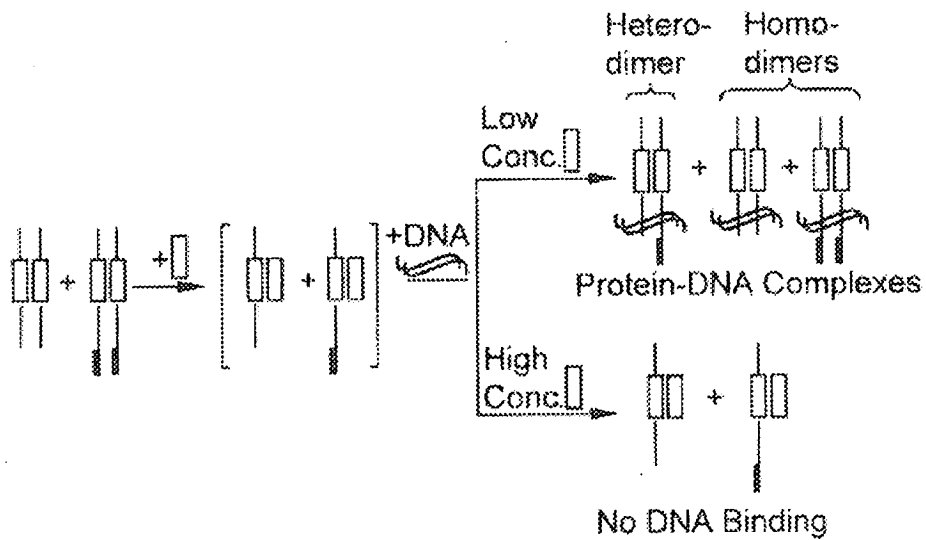 Hetero-
dimer
Homo-
dimers
Low
Conc.
+
+
+
+
+
+DNA
Protein-DNA Complexes
High
Conc.
+
No DNA Binding